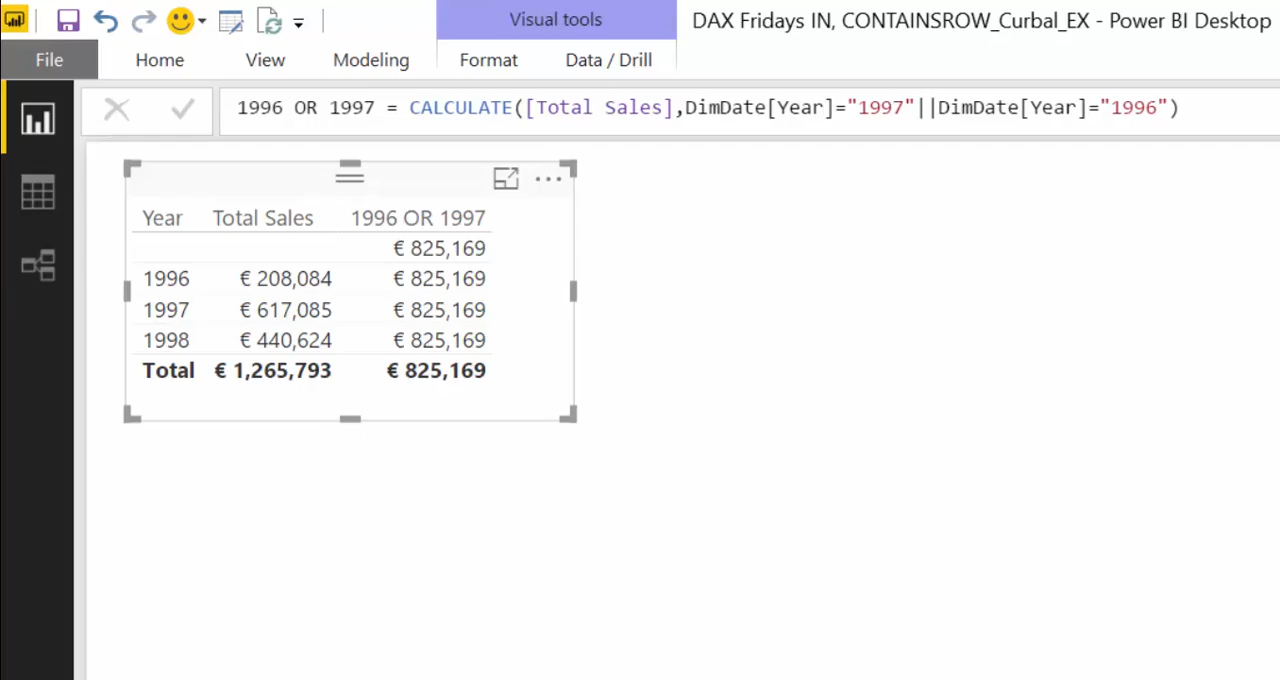 DAX Fridays IN, CONTAINSROW_Curbal_EX - Power BI Desktop
Visual tools
File Home View Modeling Format Data / Drill
1996 OR 1997 = CALCULATE([Total Sales],DimDate[Year]="1997"||DimDate[Year]="1996")
Year Total Sales 1996 OR 1997
€ 825,169
1996 € 208,084 € 825,169
1997 € 617,085 € 825,169
1998 € 440,624 € 825,169
Total € 1,265,793 € 825,169